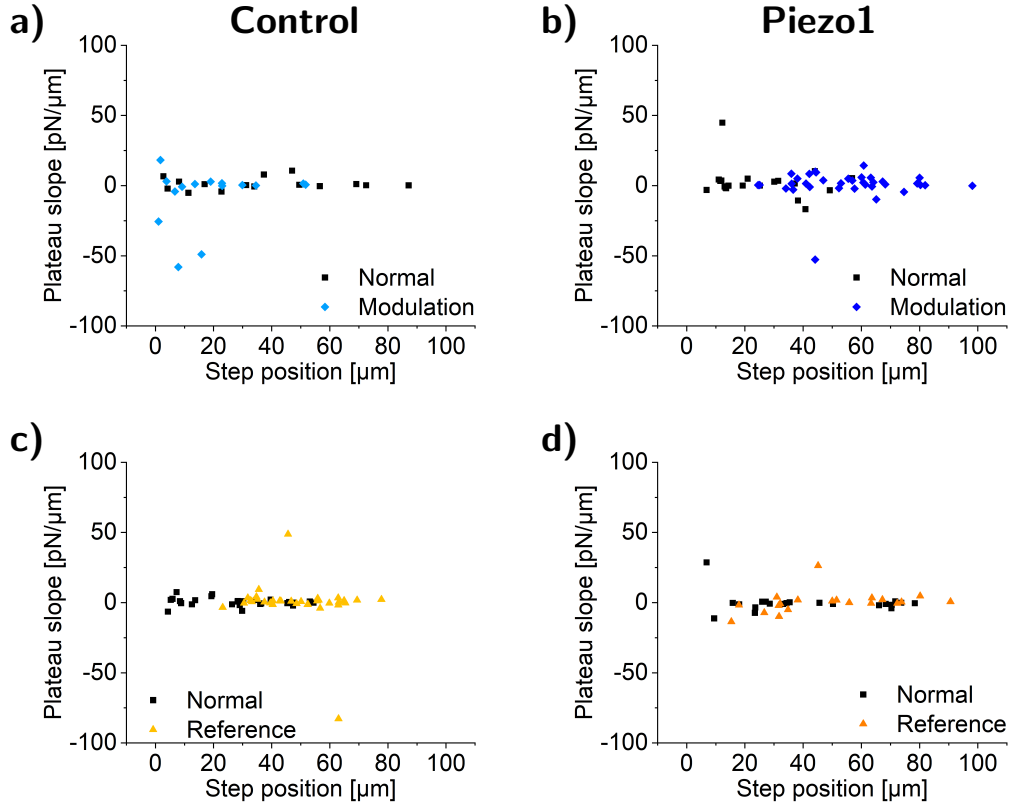 a) Control
100
50
0
-50
-100
Plateau slope [pN/µm]
Normal
Modulation
0 20 40 60 80 100
Step position [µm]
b) Piezo1
100
50
0
-50
-100
Plateau slope [pN/µm]
Normal
Modulation
0 20 40 60 80 100
Step position [µm]
c)
100
50
0
-50
-100
Plateau slope [pN/µm]
Normal
Reference
0 20 40 60 80 100
Step position [µm]
d)
100
50
0
-50
-100
Plateau slope [pN/µm]
Normal
Reference
0 20 40 60 80 100
Step position [µm]